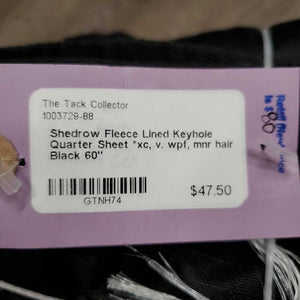 The Tack Collector
1003729-88
Shedrow Fleece Lined Keyhole
Quarter Sheet *xc, v. wpf, mnr hair
Black 60"
$47.50
GTNH74